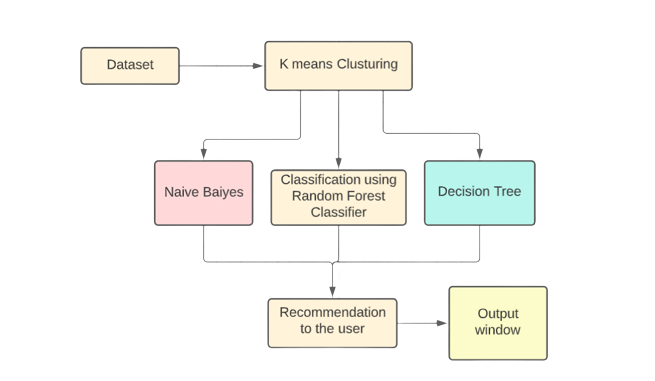 Dataset
K means Clusturing
Naive Baiyes
Classification using
Random Forest
Classifier
Decision Tree
Recommendation
to the user
Output
window